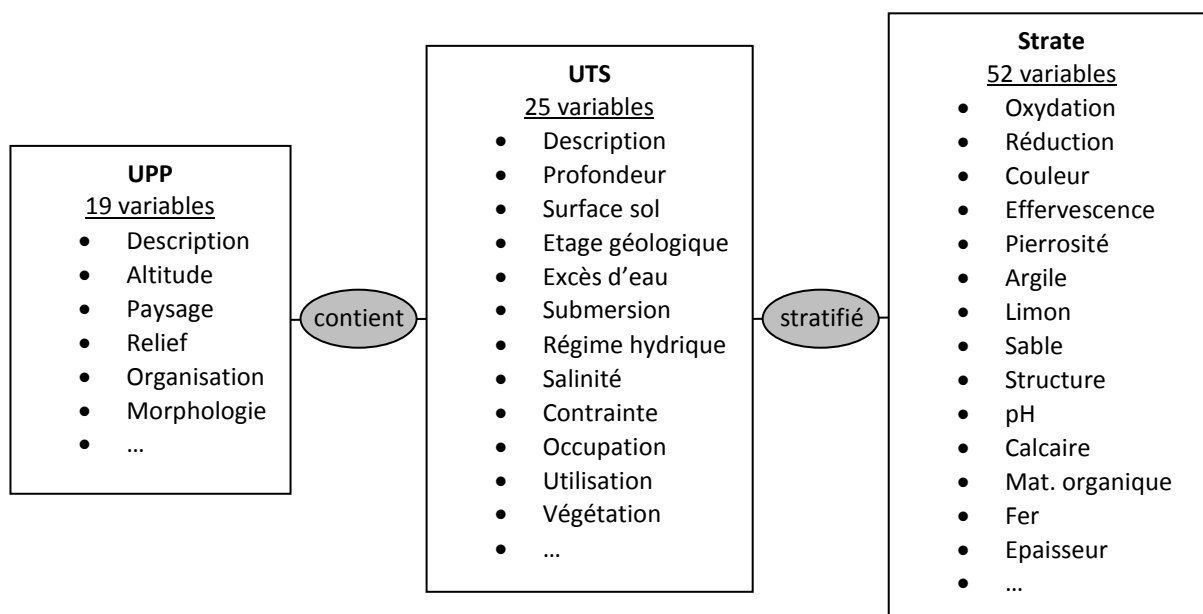 UPP
19 variables
• Description
• Altitude
• Paysage
• Relief
• Organisation
• Morphologie
• …
contient
UTS
25 variables
• Description
• Profondeur
• Surface sol
• Etage géologique
• Excès d’eau
• Submersion
• Régime hydrique
• Salinité
• Contrainte
• Occupation
• Utilisation
• Végétation
• …
stratifié
Strate
52 variables
• Oxydation
• Réduction
• Couleur
• Effervescence
• Pierrosité
• Argile
• Limon
• Sable
• Structure
• pH
• Calcaire
• Mat. organique
• Fer
• Epaisseur
• …